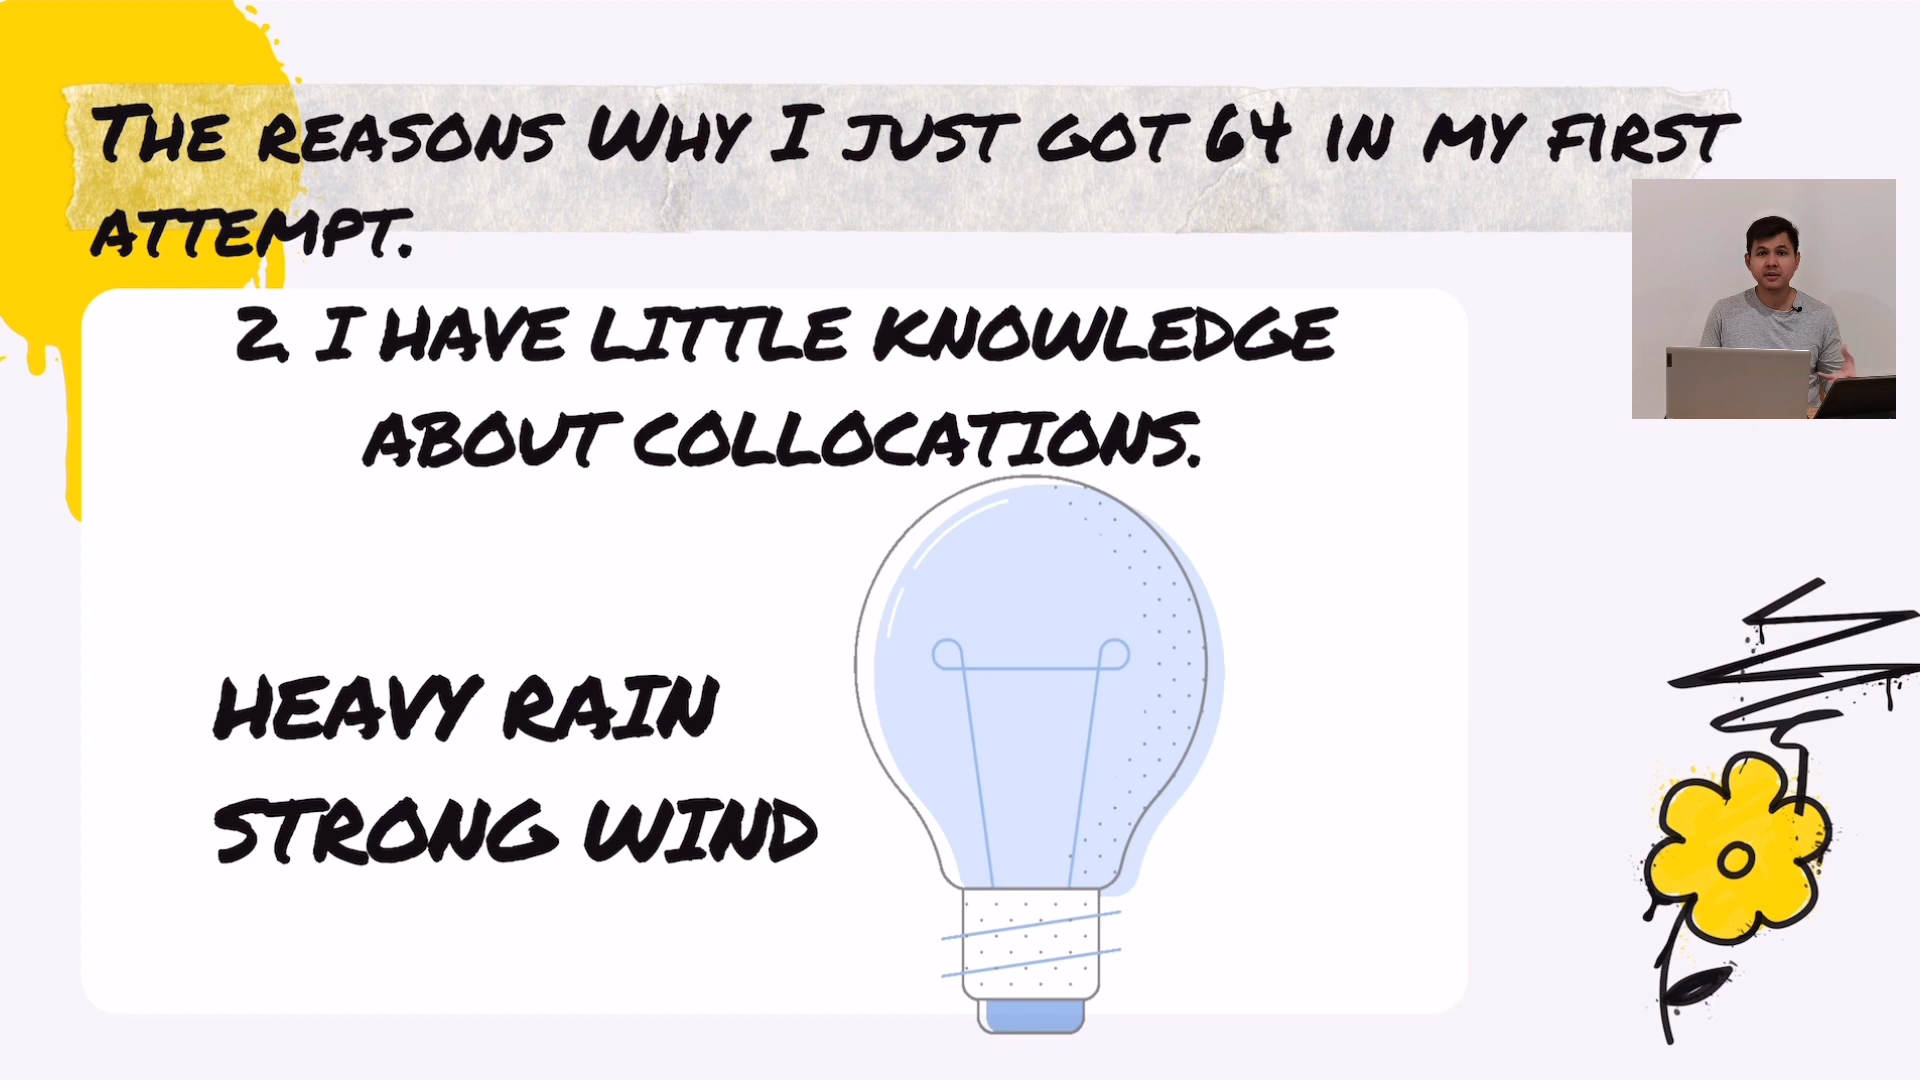 The reasons Why I just got 64 in my first
attempt.
2. I HAVE LITTLE KNOWLEDGE
ABOUT COLLOCATIONS.
HEAVY RAIN
STRONG WIND